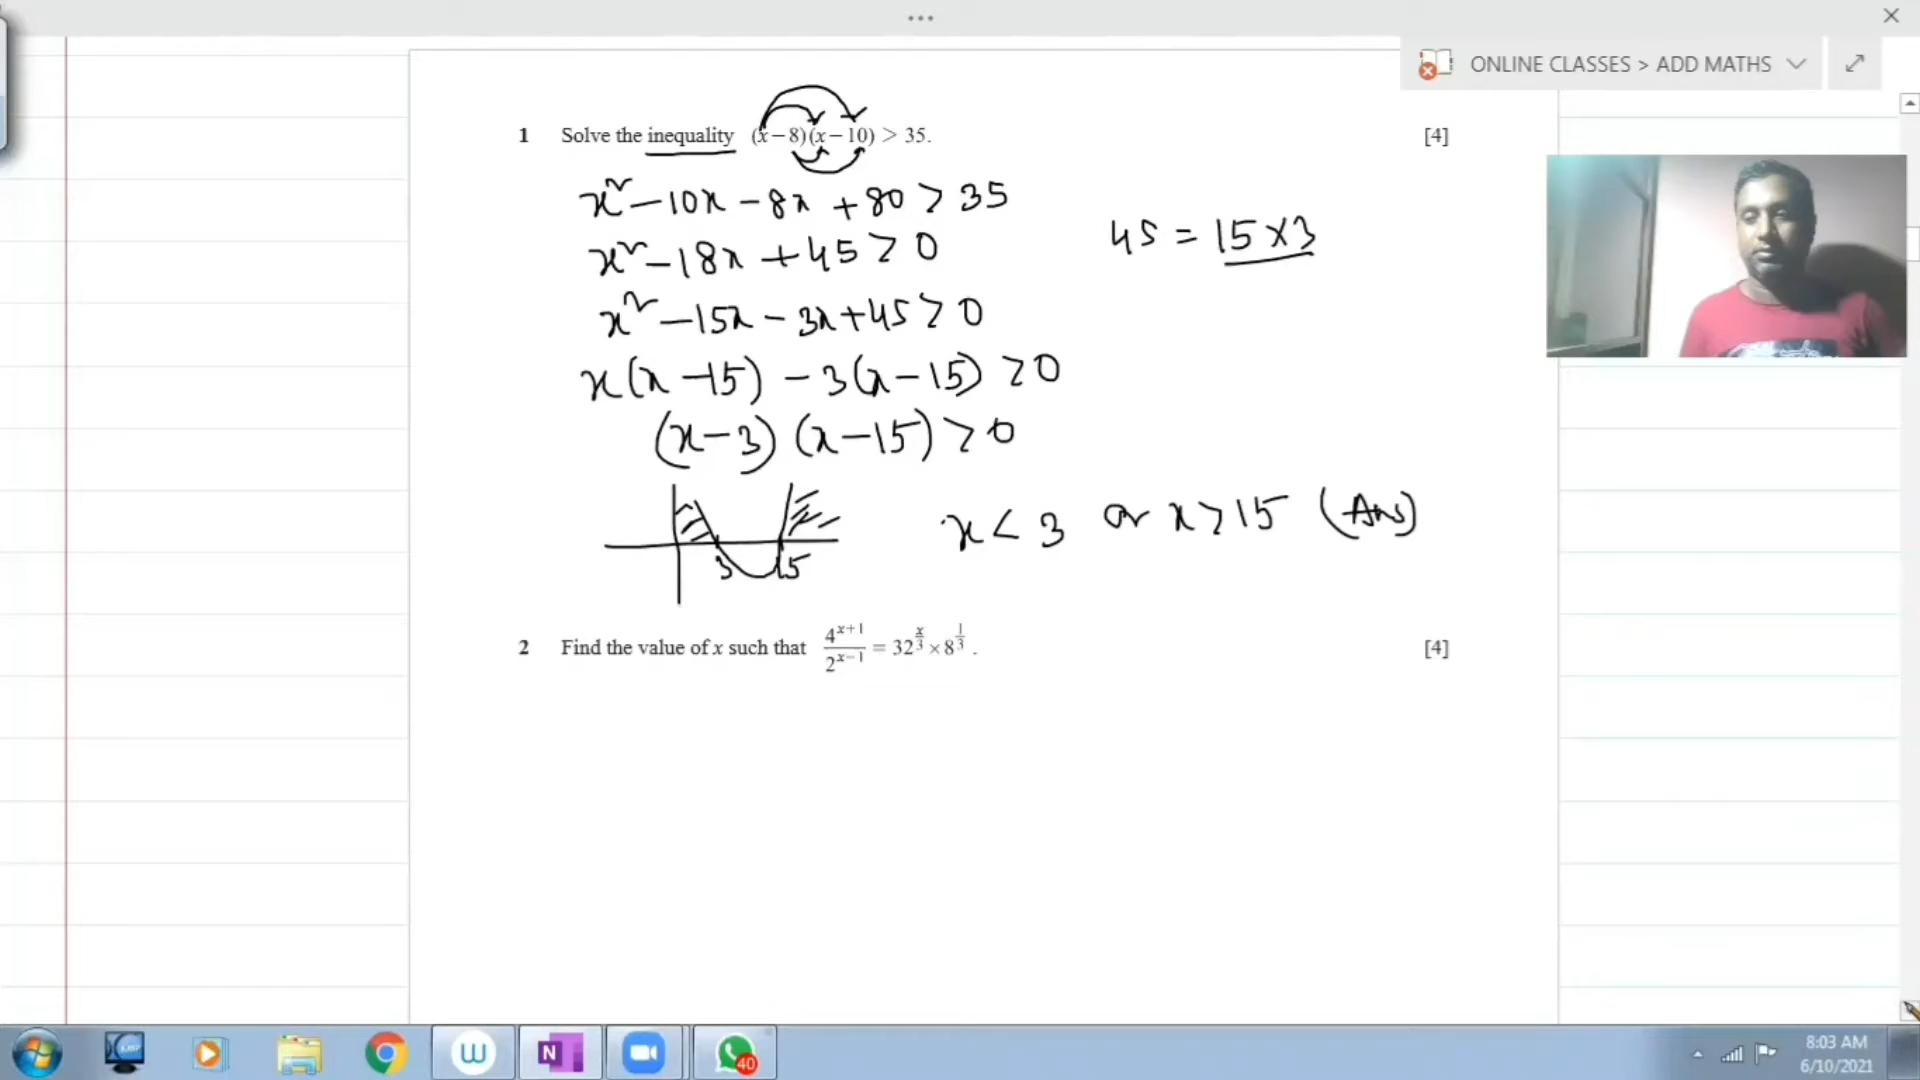 ONLINE CLASSES > ADD MATHS
1 Solve the inequality (x−8)(x−10) > 35. [4]
x² − 10x − 8x + 80 > 35
x² − 18x + 45 > 0
45 = 15 × 3
x² − 15x − 3x + 45 > 0
x(x − 15) − 3(x − 15) > 0
(x − 3) (x − 15) > 0
x < 3 or x > 15 (Ans)
3 15
2 Find the value of x such that 4^(x+1) / 2^(x−1) = 32^(x/3) × 8^(1/3) . [4]
N
40
8:03 AM
6/10/2021